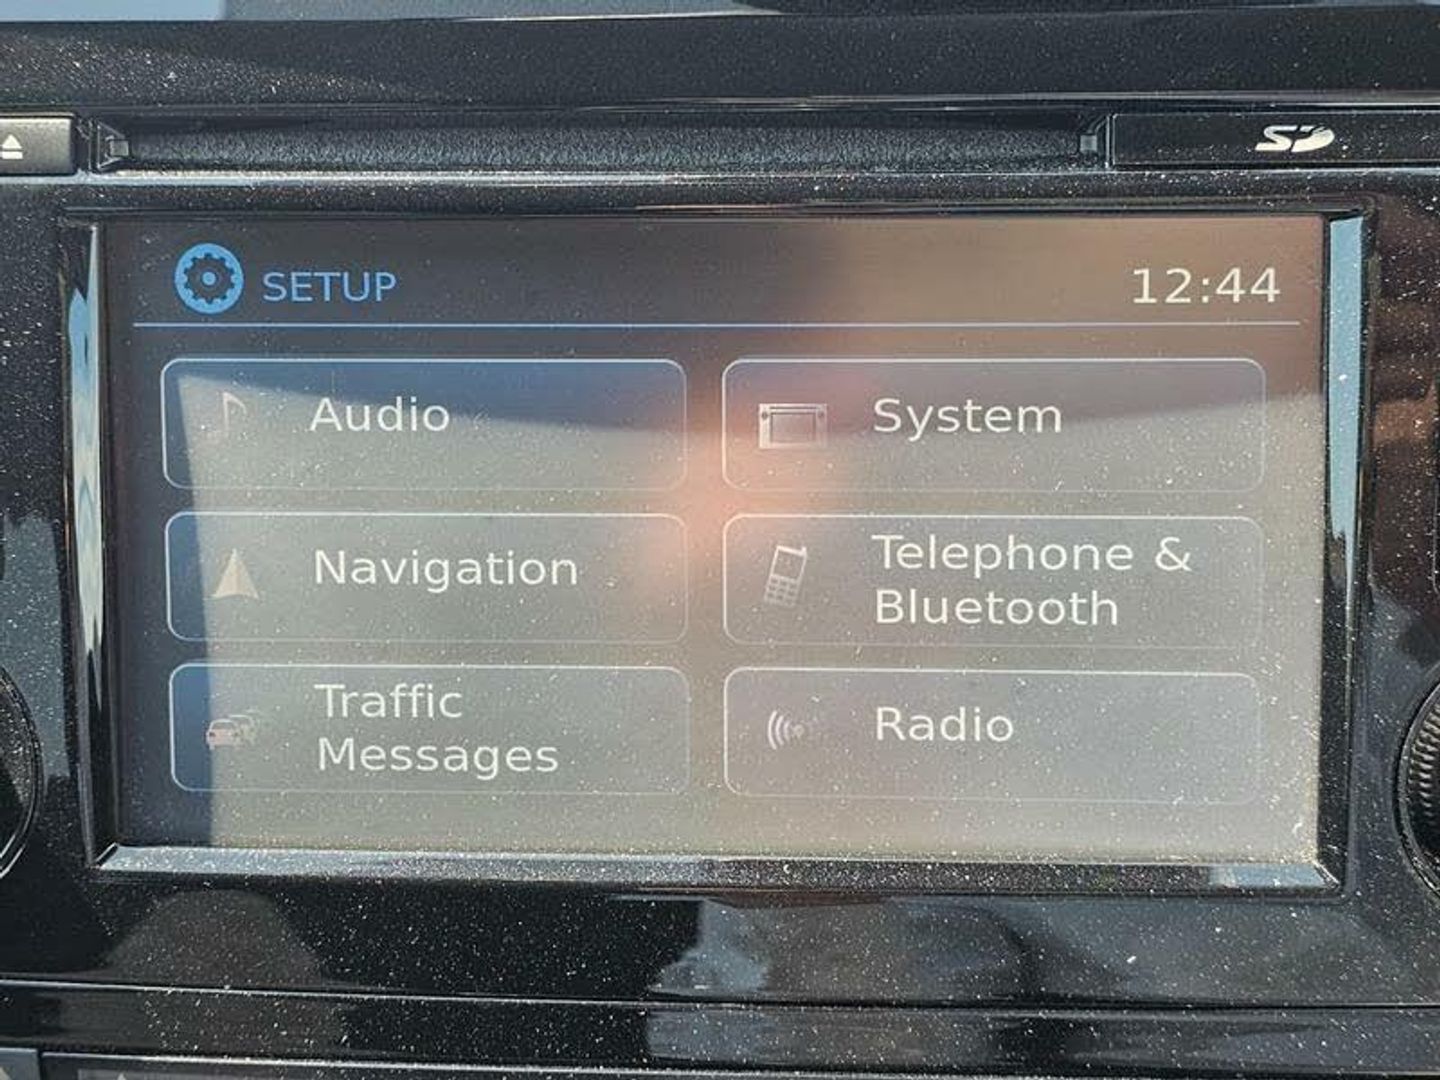 SD
SETUP
12:44
Audio
System
Navigation
Telephone &
Bluetooth
Traffic
Messages
Radio